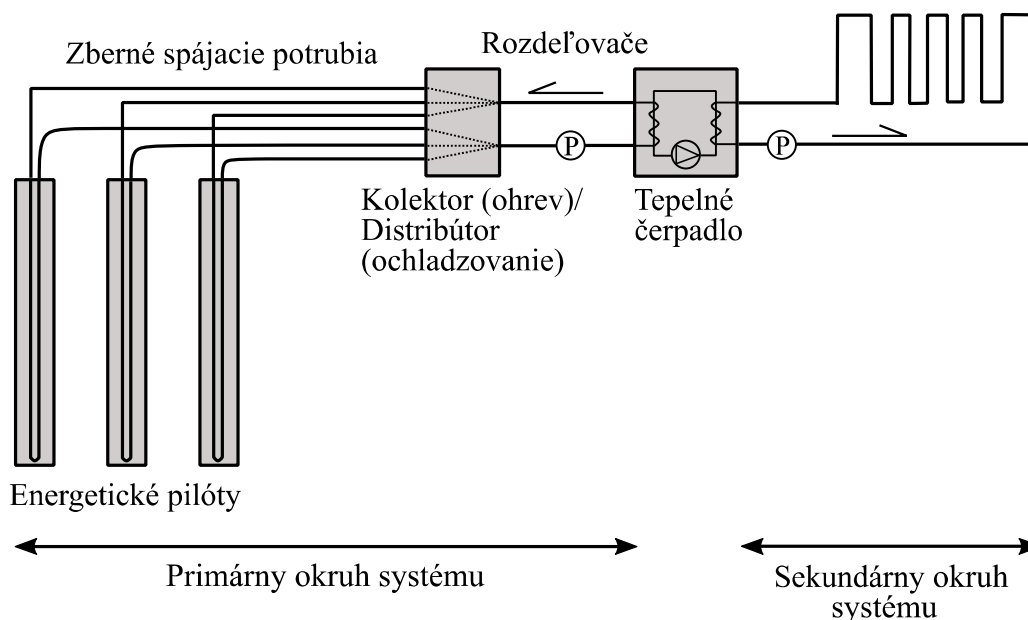 Zberné spájacie potrubia
Rozdeľovače
P
P
Kolektor (ohrev)/
Distribútor
(ochladzovanie)
Tepelné
čerpadlo
Energetické pilóty
Primárny okruh systému
Sekundárny okruh
systému